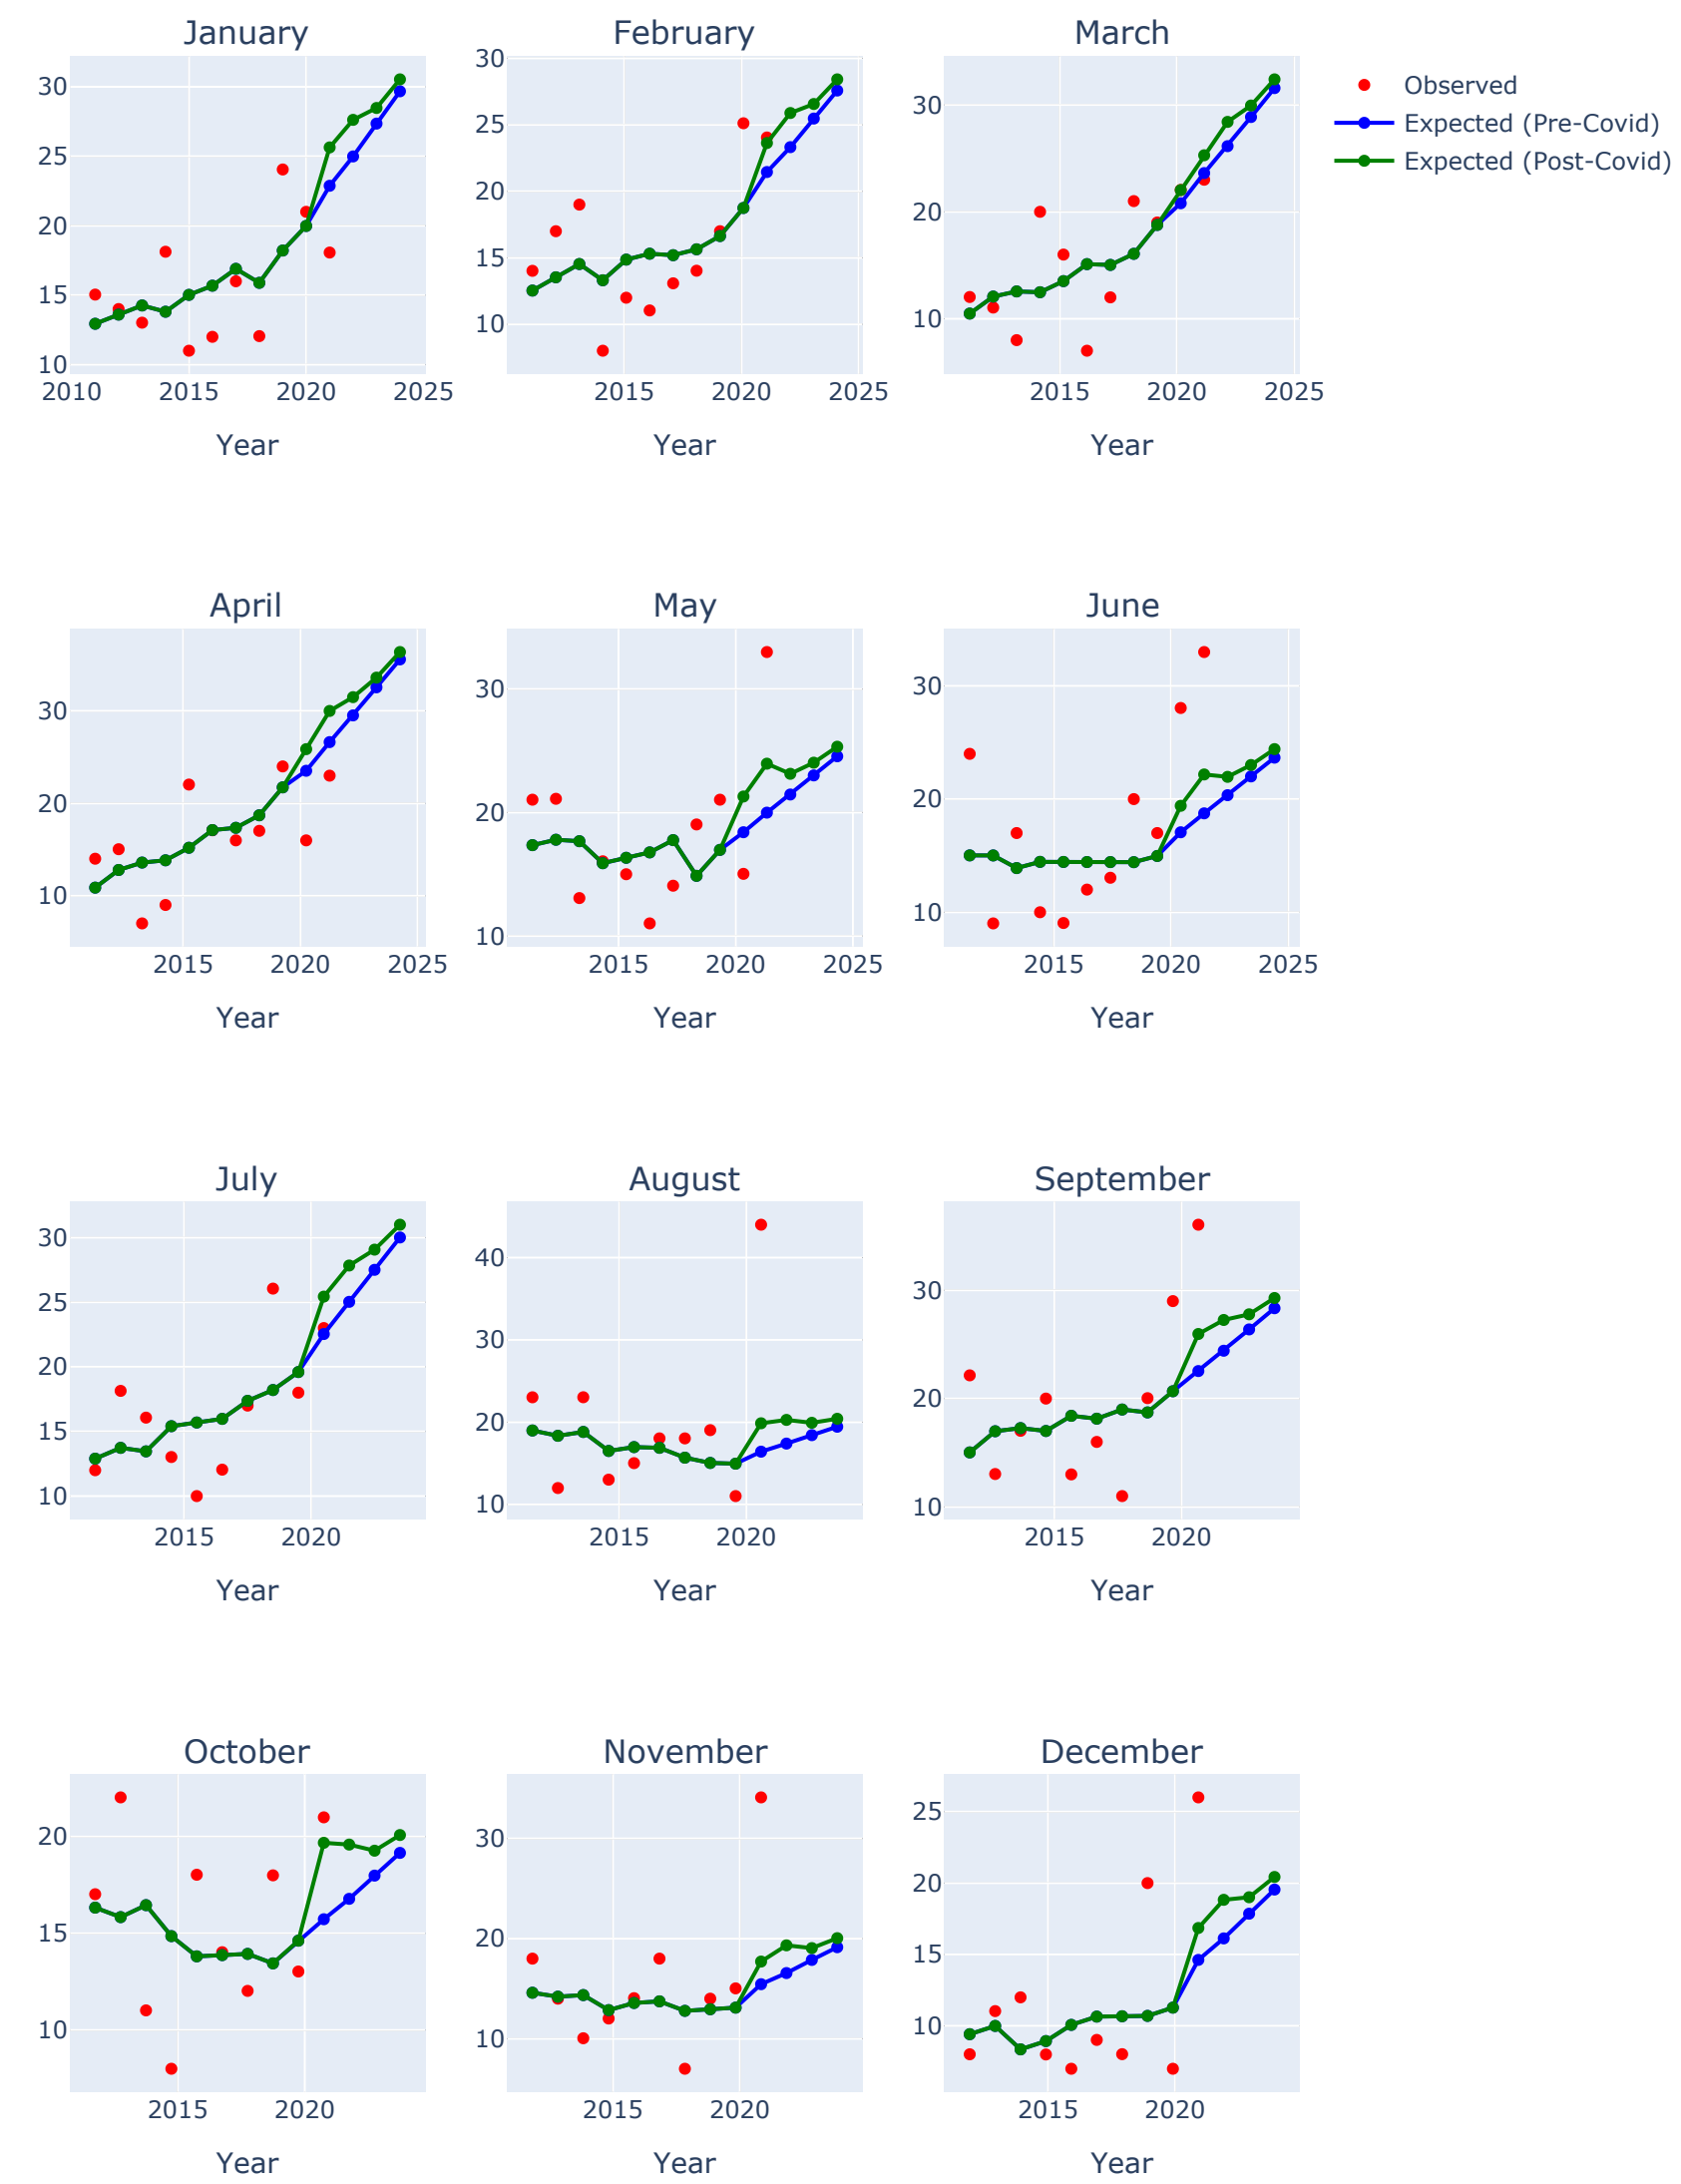 January February March
30
25
20
15
10
2010 2015 2020 2025
Year
30
25
20
15
10
2015 2020 2025
Year
30
20
10
2015 2020 2025
Year
Observed
Expected (Pre-Covid)
Expected (Post-Covid)
April May June
30
20
10
2015 2020 2025
Year
30
20
10
2015 2020 2025
Year
30
20
10
2015 2020 2025
Year
July August September
30
25
20
15
10
2015 2020
Year
40
30
20
10
2015 2020
Year
30
20
10
2015 2020
Year
October November December
20
15
10
2015 2020
Year
30
20
10
2015 2020
Year
25
20
15
10
2015 2020
Year